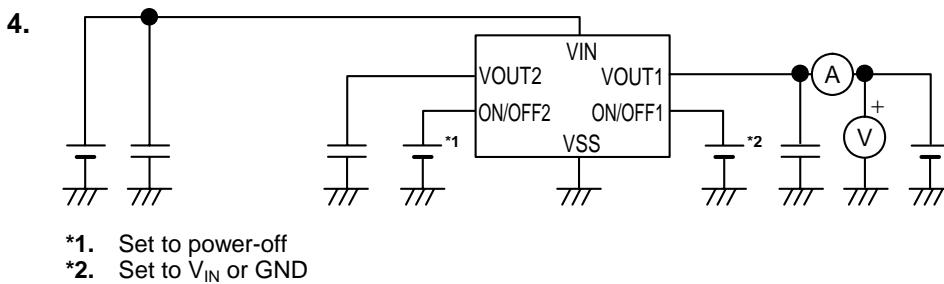 4.
VIN
VOUT2 VOUT1
ON/OFF2 ON/OFF1
VSS
*1 *2
A
+
V
*1. Set to power-off
*2. Set to VIN or GND